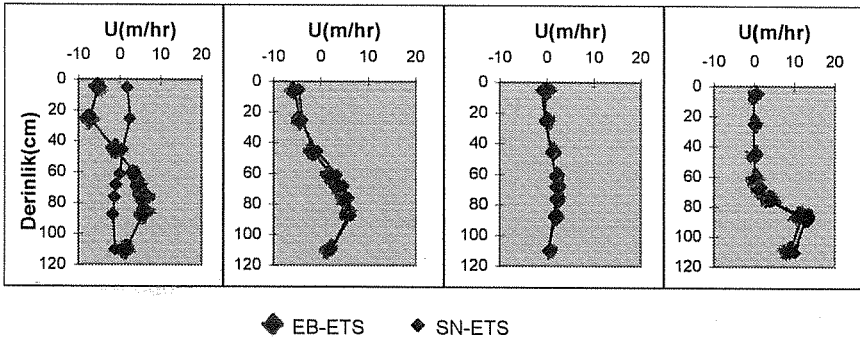 U(m/hr) U(m/hr) U(m/hr) U(m/hr)
-10 0 10 20 -10 0 10 20 -10 0 10 20 -10 0 10 20
0 0 0 0
20 20 20 20
40 40 40 40
60 60 60 60
80 80 80 80
100 100 100 100
120 120 120 120
Derinlik(cm)
EB-ETS SN-ETS